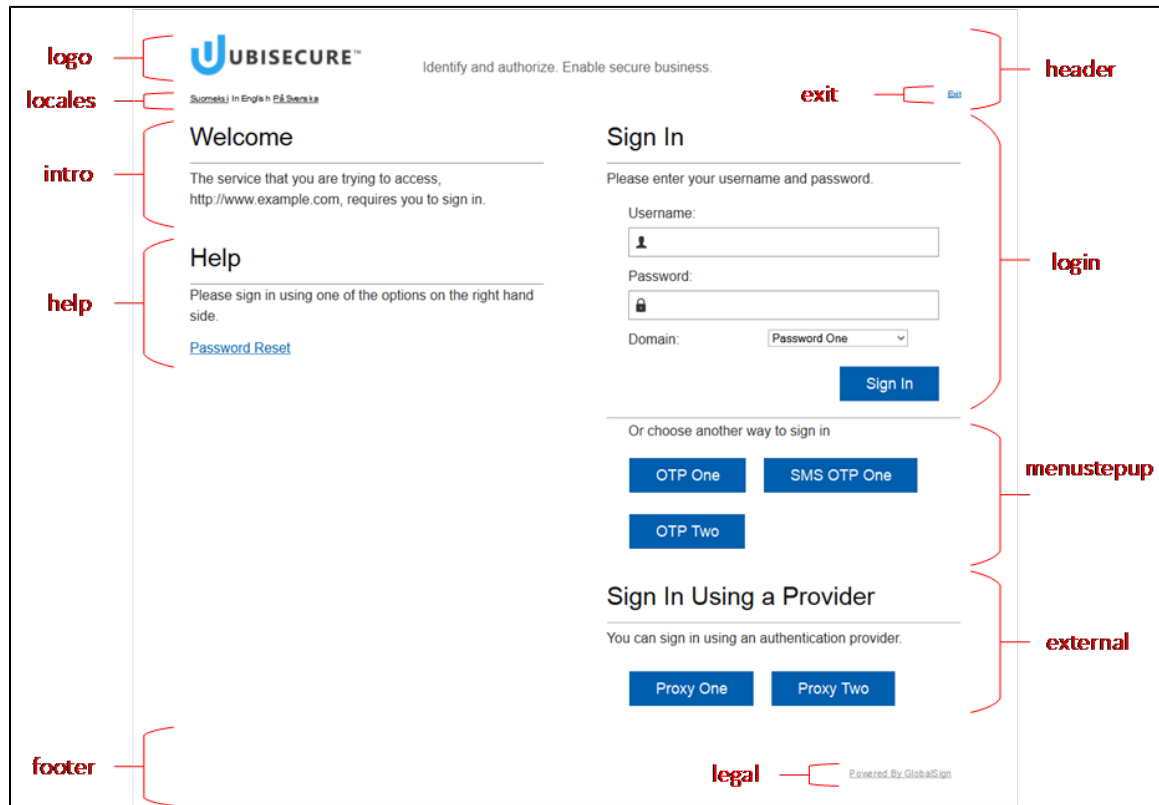 logo
UBISECURE™
Identify and authorize. Enable secure business.
header
locales
Suomeksi In English På Svenska
exit
Exit
intro
Welcome
The service that you are trying to access,
http://www.example.com, requires you to sign in.
help
Help
Please sign in using one of the options on the right hand
side.
Password Reset
Sign In
Please enter your username and password.
Username:
Password:
Domain:
Password One
Sign In
login
Or choose another way to sign in
OTP One
SMS OTP One
OTP Two
menustepup
Sign In Using a Provider
You can sign in using an authentication provider.
Proxy One
Proxy Two
external
footer
legal
Powered By GlobalSign